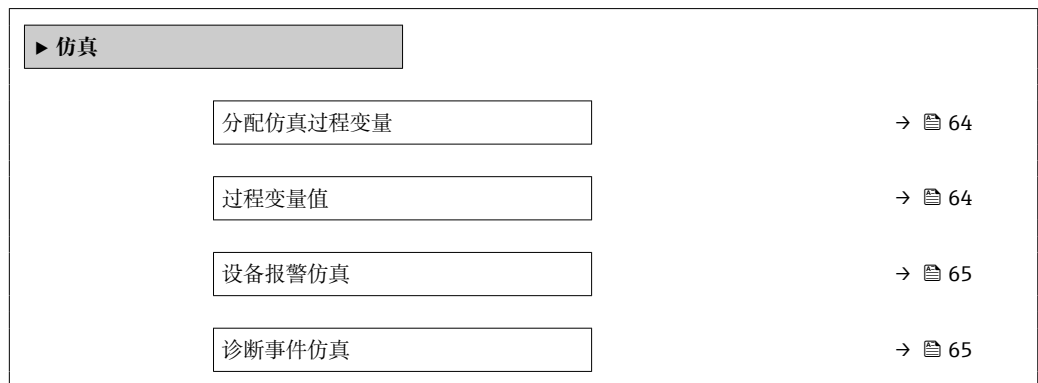 ▶ 仿真
分配仿真过程变量 → 64
过程变量值 → 64
设备报警仿真 → 65
诊断事件仿真 → 65